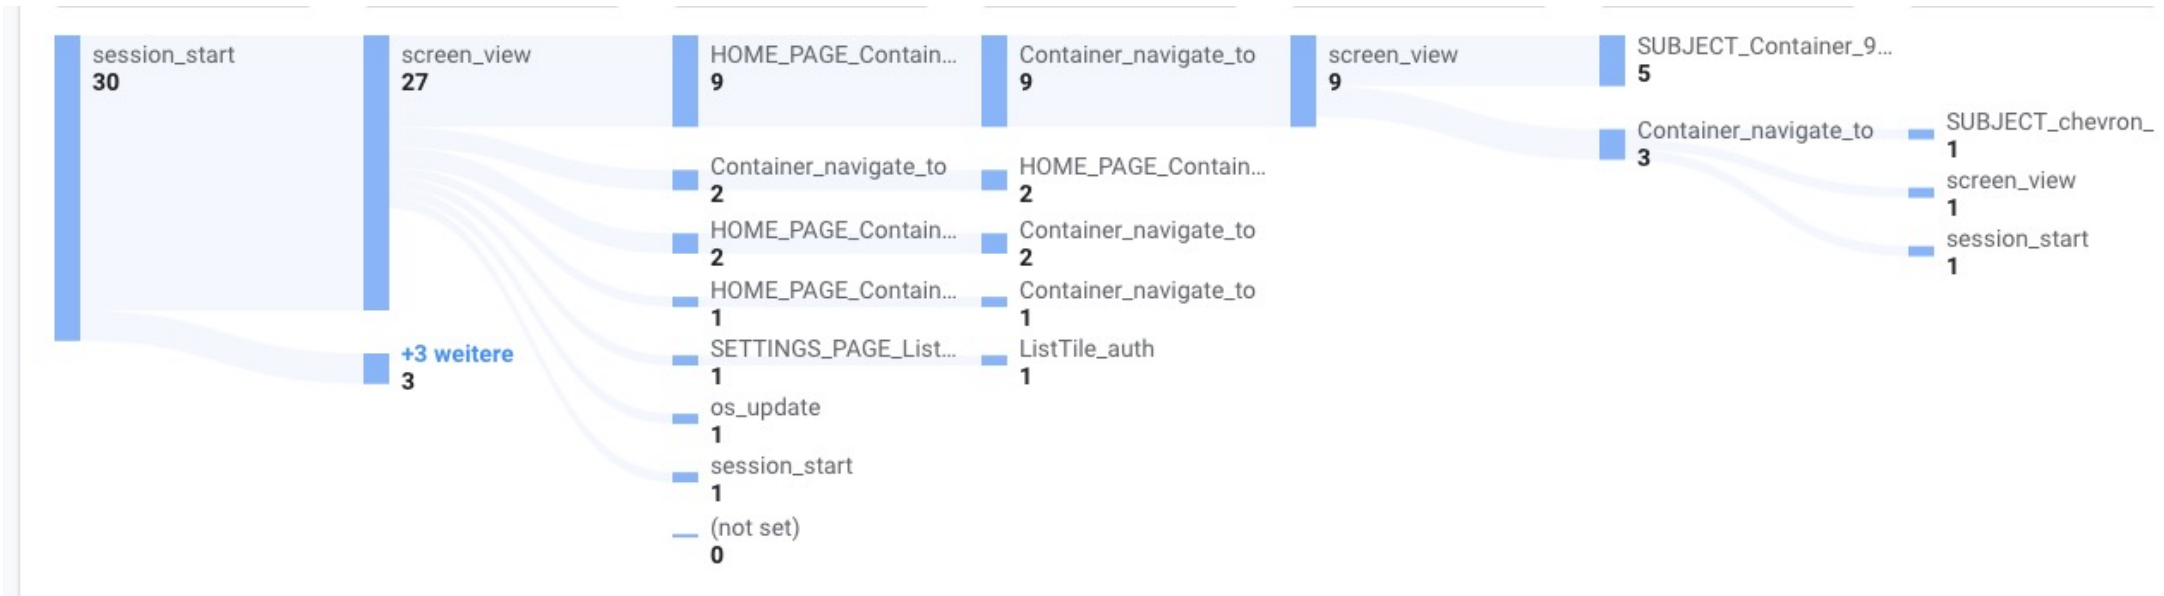 session_start
30
+3 weitere
3
screen_view
27
HOME_PAGE_Contain...
9
Container_navigate_to
2
HOME_PAGE_Contain...
2
HOME_PAGE_Contain...
1
SETTINGS_PAGE_List...
1
os_update
1
session_start
1
(not set)
0
Container_navigate_to
9
HOME_PAGE_Contain...
2
Container_navigate_to
2
Container_navigate_to
1
ListTile_auth
1
screen_view
9
SUBJECT_Container_9...
5
Container_navigate_to
3
SUBJECT_chevron_
1
screen_view
1
session_start
1